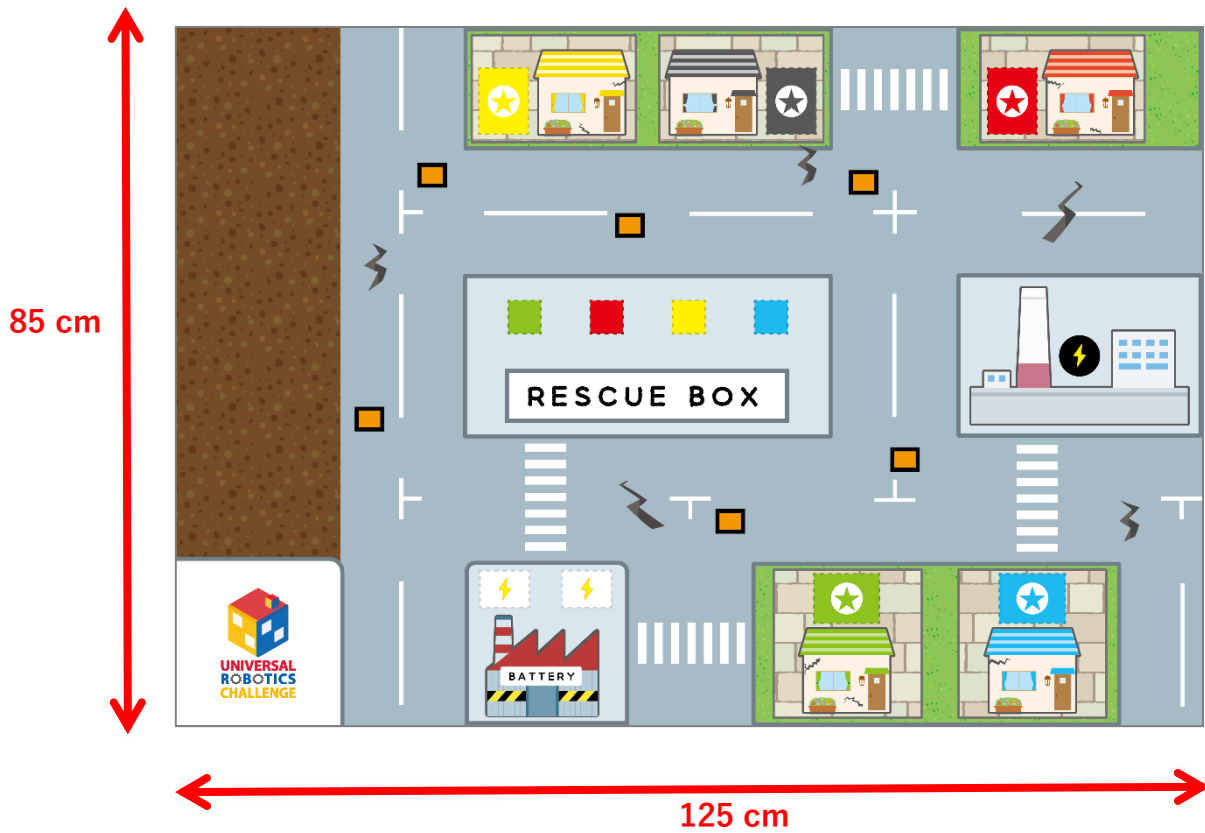 85 cm
RESCUE BOX
UNIVERSAL
ROBOTICS
CHALLENGE
BATTERY
125 cm